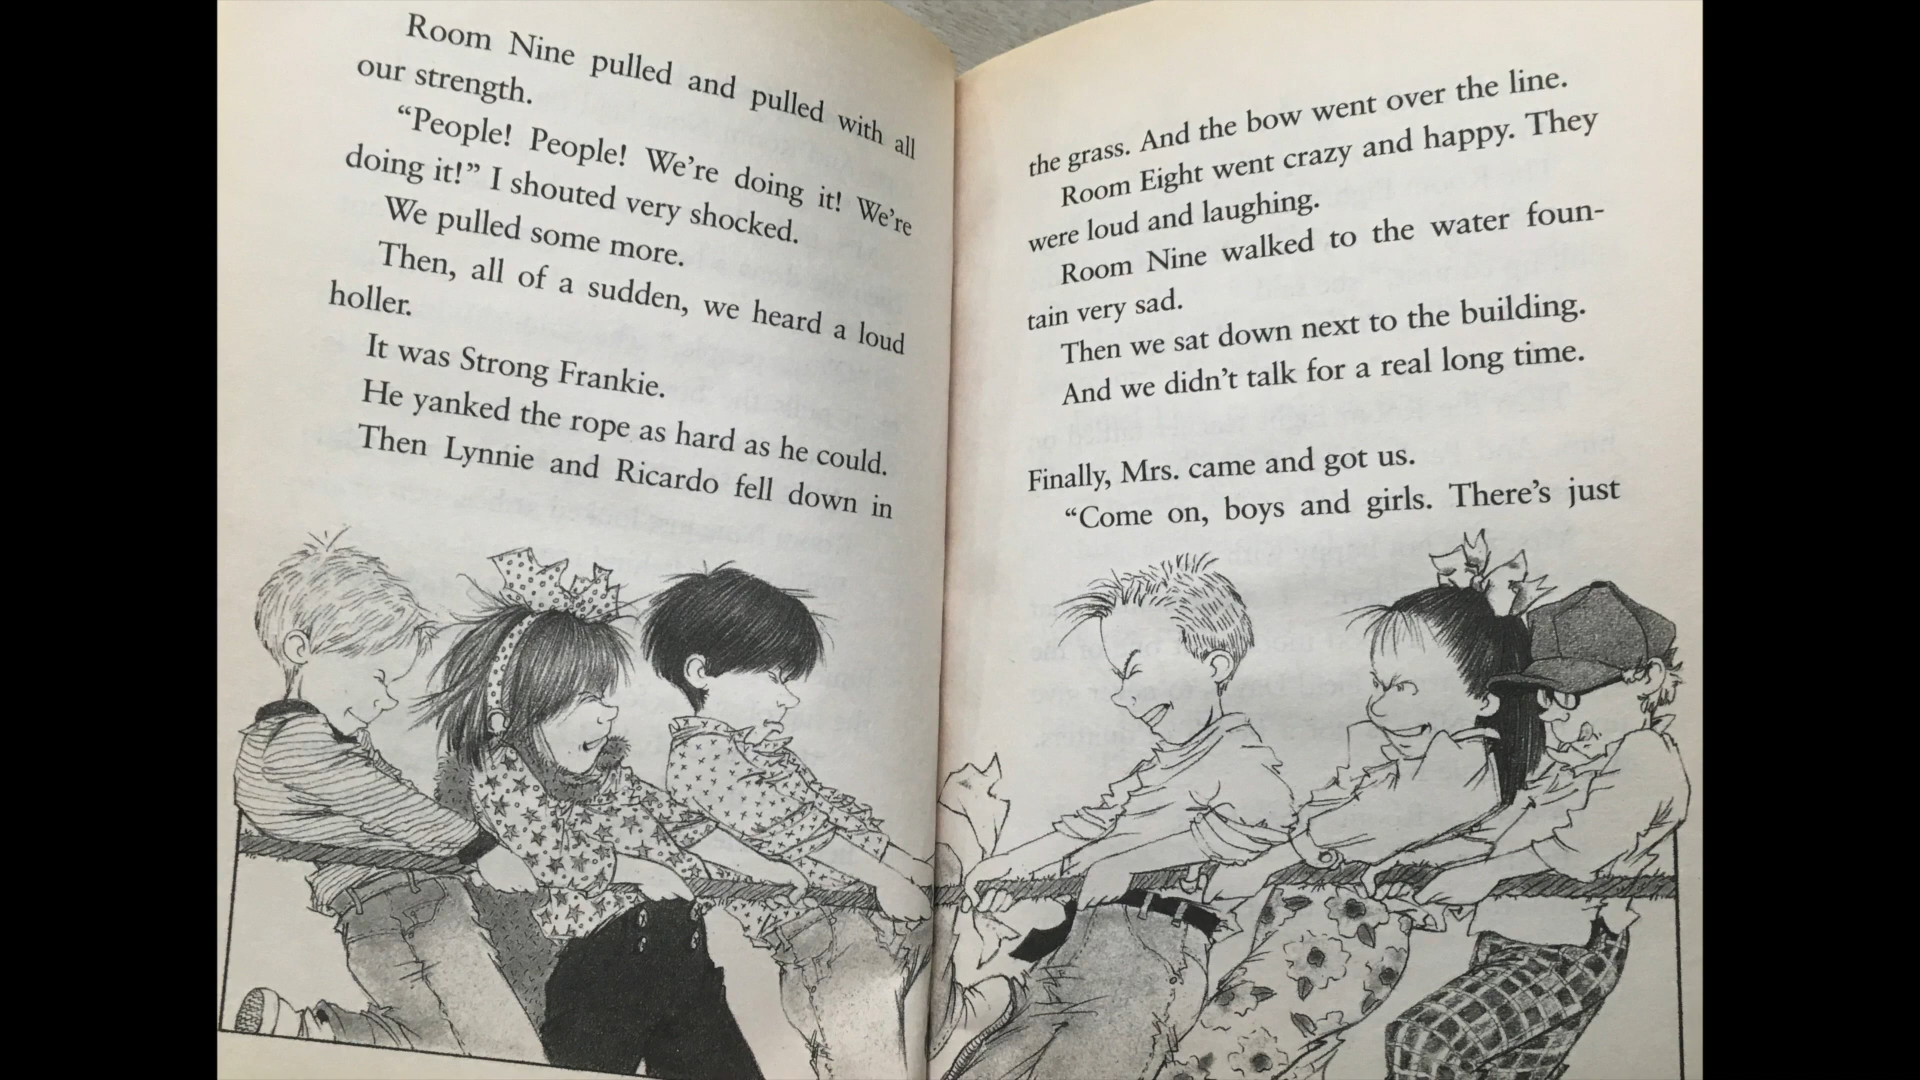 Room Nine pulled and pulled with all
our strength.
“People! People! We’re doing it! We’re
doing it!” I shouted very shocked.
We pulled some more.
Then, all of a sudden, we heard a loud
holler.
It was Strong Frankie.
He yanked the rope as hard as he could.
Then Lynnie and Ricardo fell down in
the grass. And the bow went over the line.
Room Eight went crazy and happy. They
were loud and laughing.
Room Nine walked to the water foun-
tain very sad.
Then we sat down next to the building.
And we didn’t talk for a real long time.
Finally, Mrs. came and got us.
“Come on, boys and girls. There’s just